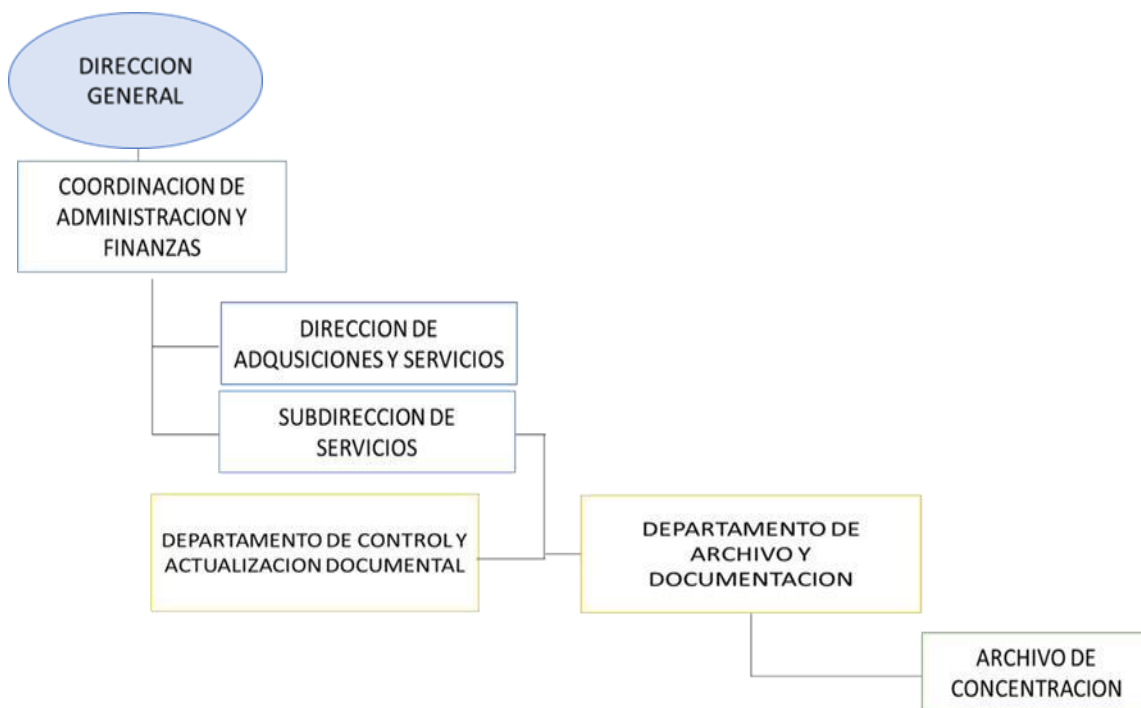 DIRECCION
GENERAL
COORDINACION DE
ADMINISTRACION Y
FINANZAS
DIRECCION DE
ADQUSICIONES Y SERVICIOS
SUBDIRECCION DE
SERVICIOS
DEPARTAMENTO DE CONTROL Y
ACTUALIZACION DOCUMENTAL
DEPARTAMENTO DE
ARCHIVO Y
DOCUMENTACION
ARCHIVO DE
CONCENTRACION